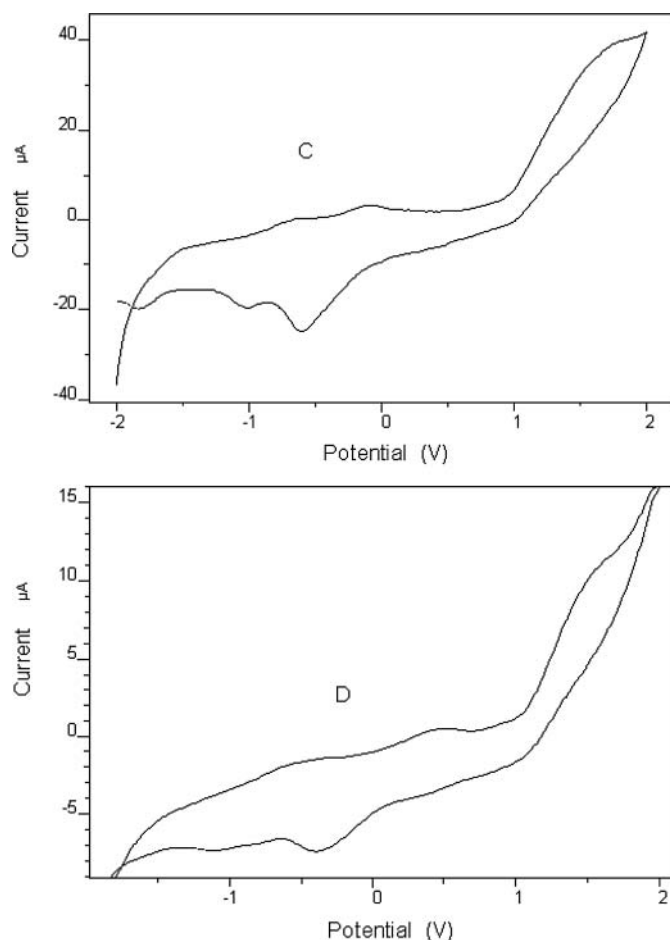 40
20
0
-20
-40
Current µA
C
-2 -1 0 1 2
Potential (V)
15
10
5
0
-5
Current µA
D
-1 0 1 2
Potential (V)